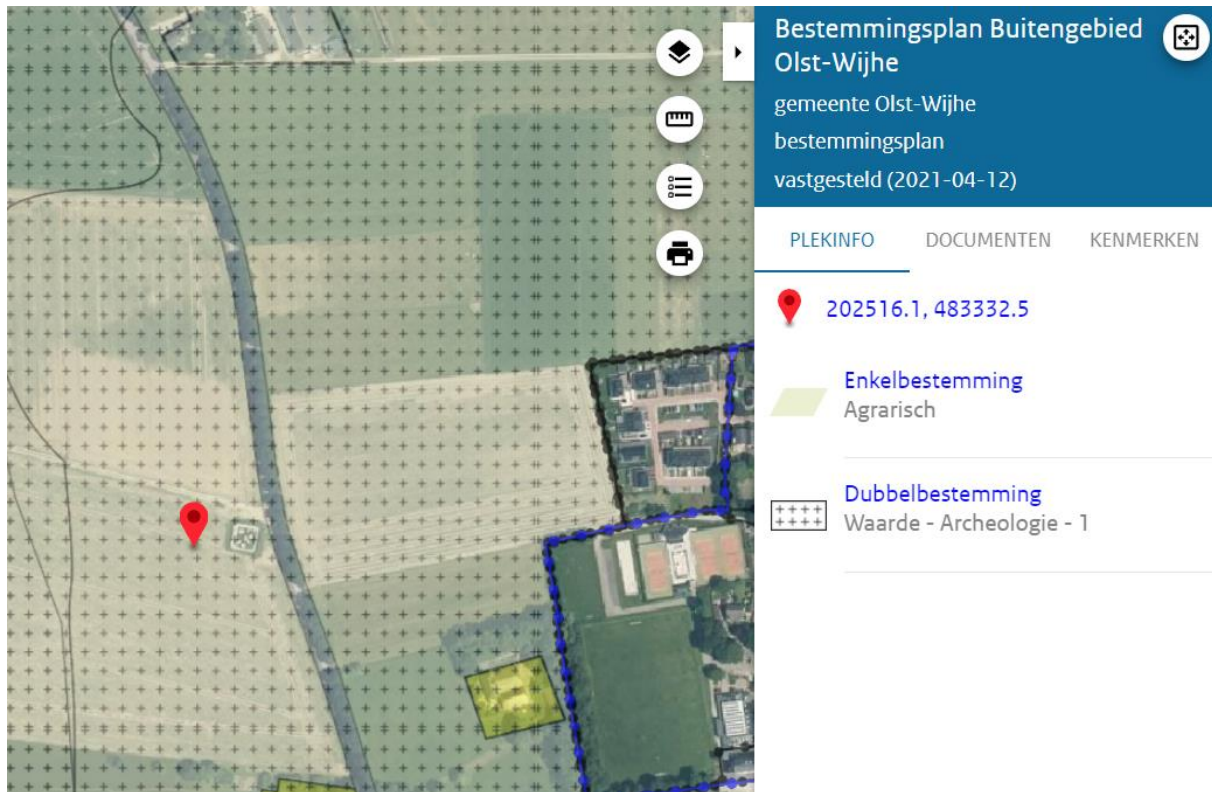 Bestemmingsplan Buitengebied
Olst-Wijhe
gemeente Olst-Wijhe
bestemmingsplan
vastgesteld (2021-04-12)
PLEKINFO DOCUMENTEN KENMERKEN
202516.1, 483332.5
Enkelbestemming
Agrarisch
Dubbelbestemming
Waarde - Archeologie - 1